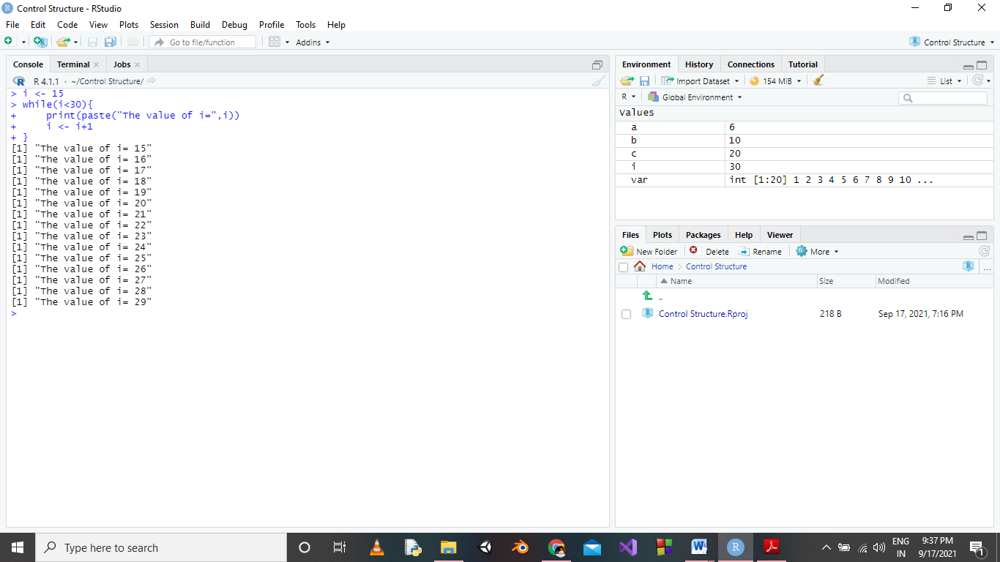 Control Structure - RStudio
File Edit Code View Plots Session Build Debug Profile Tools Help
Go to file/function Addins Control Structure
Console Terminal Jobs
R 4.1.1 · ~/Control Structure/
> i <- 15
> while(i<30){
+     print(paste("The value of i=",i))
+     i <- i+1
+ }
[1] "The value of i= 15"
[1] "The value of i= 16"
[1] "The value of i= 17"
[1] "The value of i= 18"
[1] "The value of i= 19"
[1] "The value of i= 20"
[1] "The value of i= 21"
[1] "The value of i= 22"
[1] "The value of i= 23"
[1] "The value of i= 24"
[1] "The value of i= 25"
[1] "The value of i= 26"
[1] "The value of i= 27"
[1] "The value of i= 28"
[1] "The value of i= 29"
>
Environment History Connections Tutorial
Import Dataset 154 MiB List
R Global Environment
Values
a 6
b 10
c 20
i 30
var int [1:20] 1 2 3 4 5 6 7 8 9 10 ...
Files Plots Packages Help Viewer
New Folder Delete Rename More
Home Control Structure ...
Name Size Modified
..
Control Structure.Rproj 218 B Sep 17, 2021, 7:16 PM
Type here to search
ENG 9:37 PM
IN 9/17/2021
1